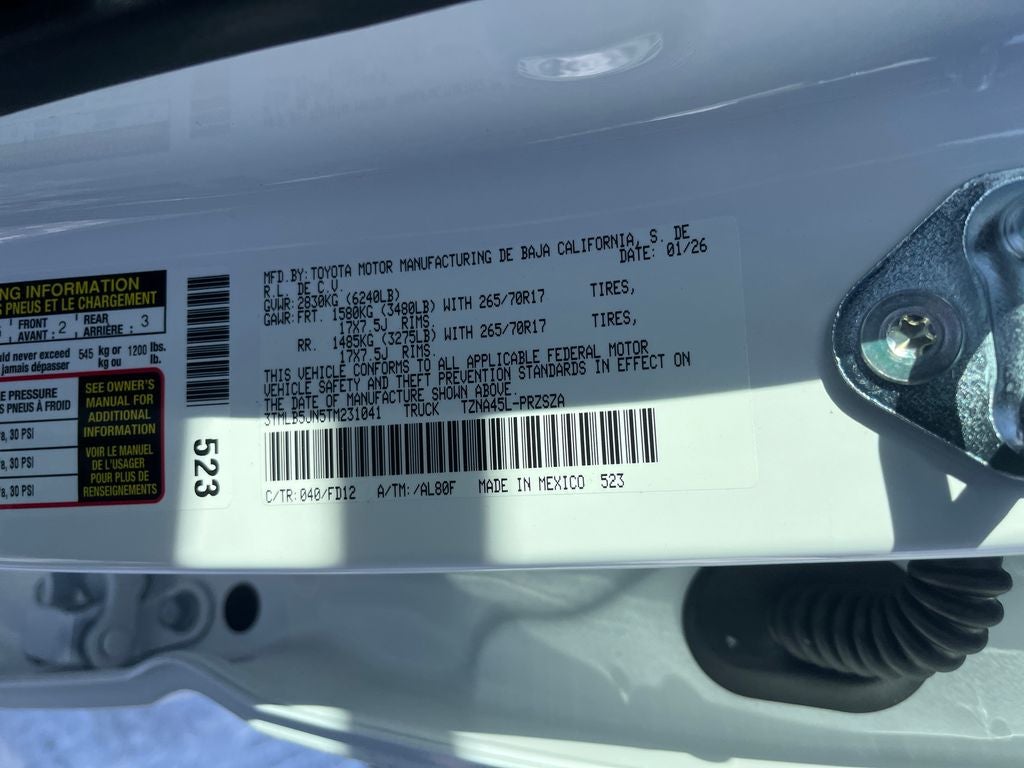 NG INFORMATION
PNEUS ET LE CHARGEMENT
FRONT AVANT : 2 REAR ARRIÈRE : 3
uld never exceed 545 kg or 1200 lbs.
jamais dépasser kg ou lb.
E PRESSURE
PNEUS À FROID
, 30 PSI
, 30 PSI
, 30 PSI
SEE OWNER'S
MANUAL FOR
ADDITIONAL
INFORMATION
VOIR LE MANUEL
DE L'USAGER
POUR PLUS DE
RENSEIGNEMENTS
523
MFD.BY:TOYOTA MOTOR MANUFACTURING DE BAJA CALIFORNIA, S. DE
R.L. DE C.V. DATE: 01/26
GVWR:2830KG (6240LB)
GAWR:FRT. 1580KG (3480LB) WITH 265/70R17 TIRES,
17X7.5J RIMS.
RR. 1485KG (3275LB) WITH 265/70R17 TIRES,
17X7.5J RIMS.
THIS VEHICLE CONFORMS TO ALL APPLICABLE FEDERAL MOTOR
VEHICLE SAFETY AND THEFT PREVENTION STANDARDS IN EFFECT ON
THE DATE OF MANUFACTURE SHOWN ABOVE.
3TMLB5JN5TM231041 TRUCK TZNA45L-PRZSZA
C/TR:040/FD12 A/TM:/AL80F MADE IN MEXICO 523